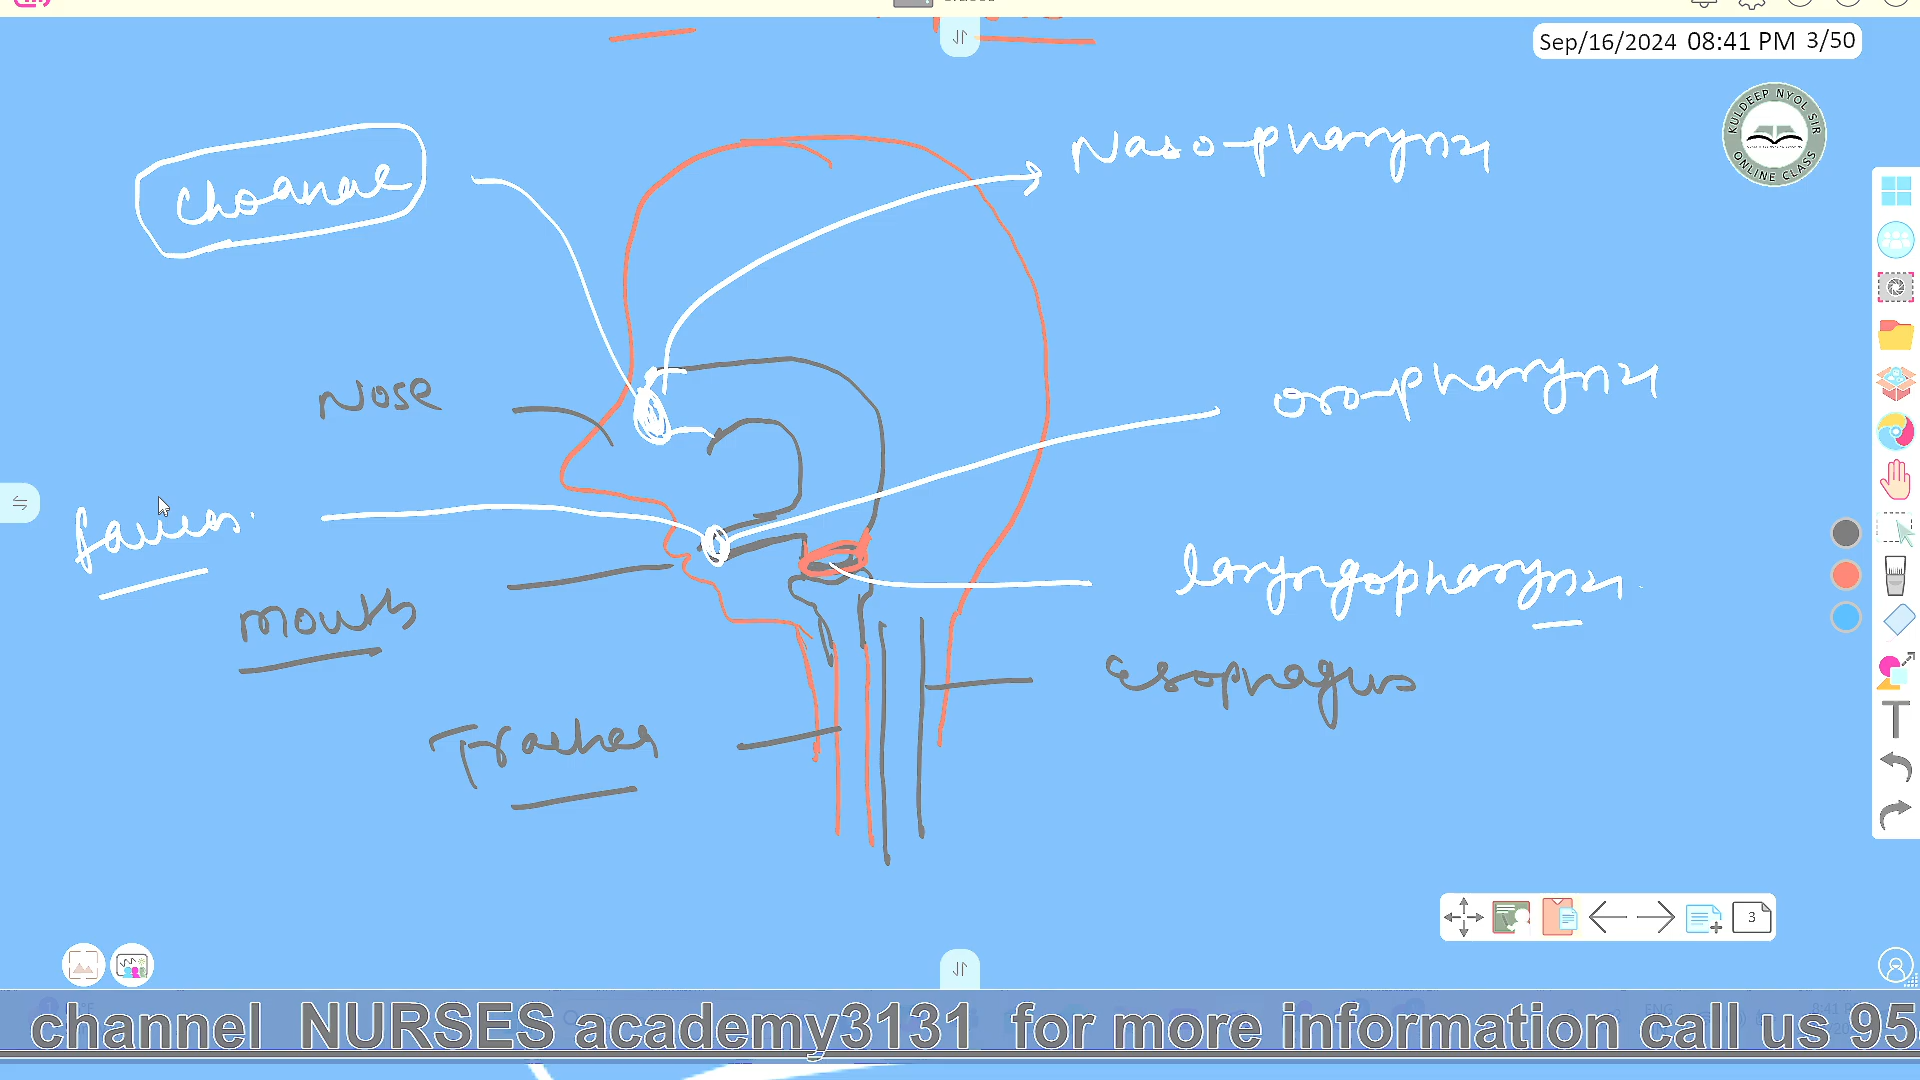 Sep/16/2024 08:41 PM 3/50
KULDEEP NYOL SIR
ONLINE CLASS
Choanae
Naso-pharynx
Nose
oro-pharynx
fauces.
laryngopharynx.
mouth
Esophagus
Trachea
3
channel NURSES academy3131 for more information call us 95